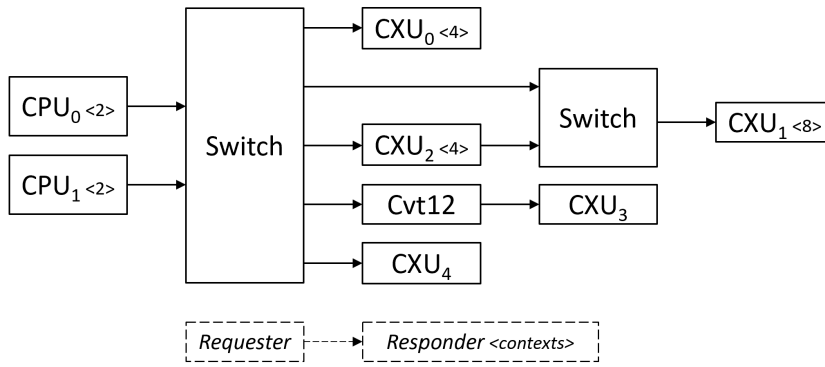 CXU₀ <4>
CPU₀ <2>
Switch
Switch
CXU₁ <8>
CXU₂ <4>
CPU₁ <2>
Cvt12
CXU₃
CXU₄
Requester
Responder <contexts>